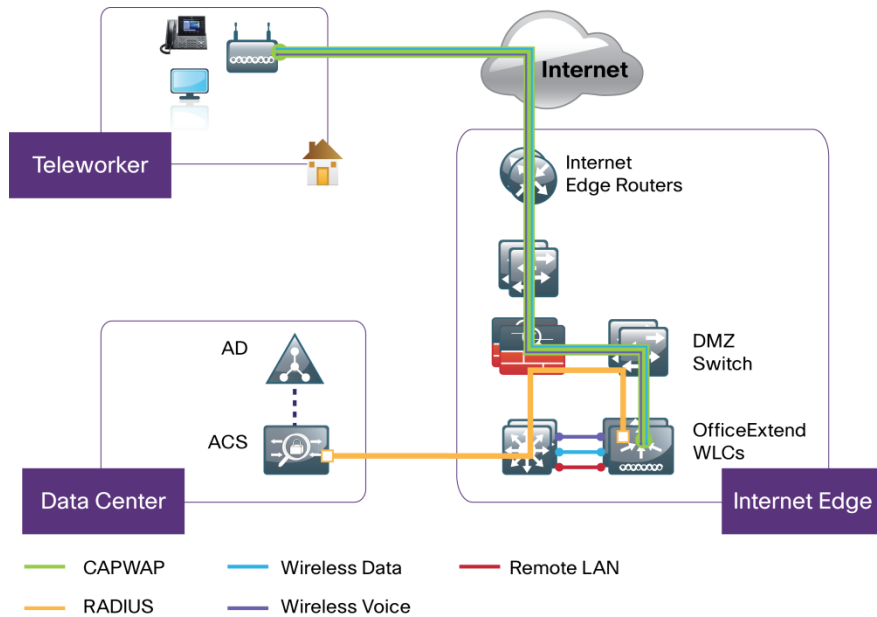 Internet
Teleworker
Internet
Edge Routers
DMZ
Switch
AD
ACS
OfficeExtend
WLCs
Data Center
Internet Edge
CAPWAP
Wireless Data
Remote LAN
RADIUS
Wireless Voice